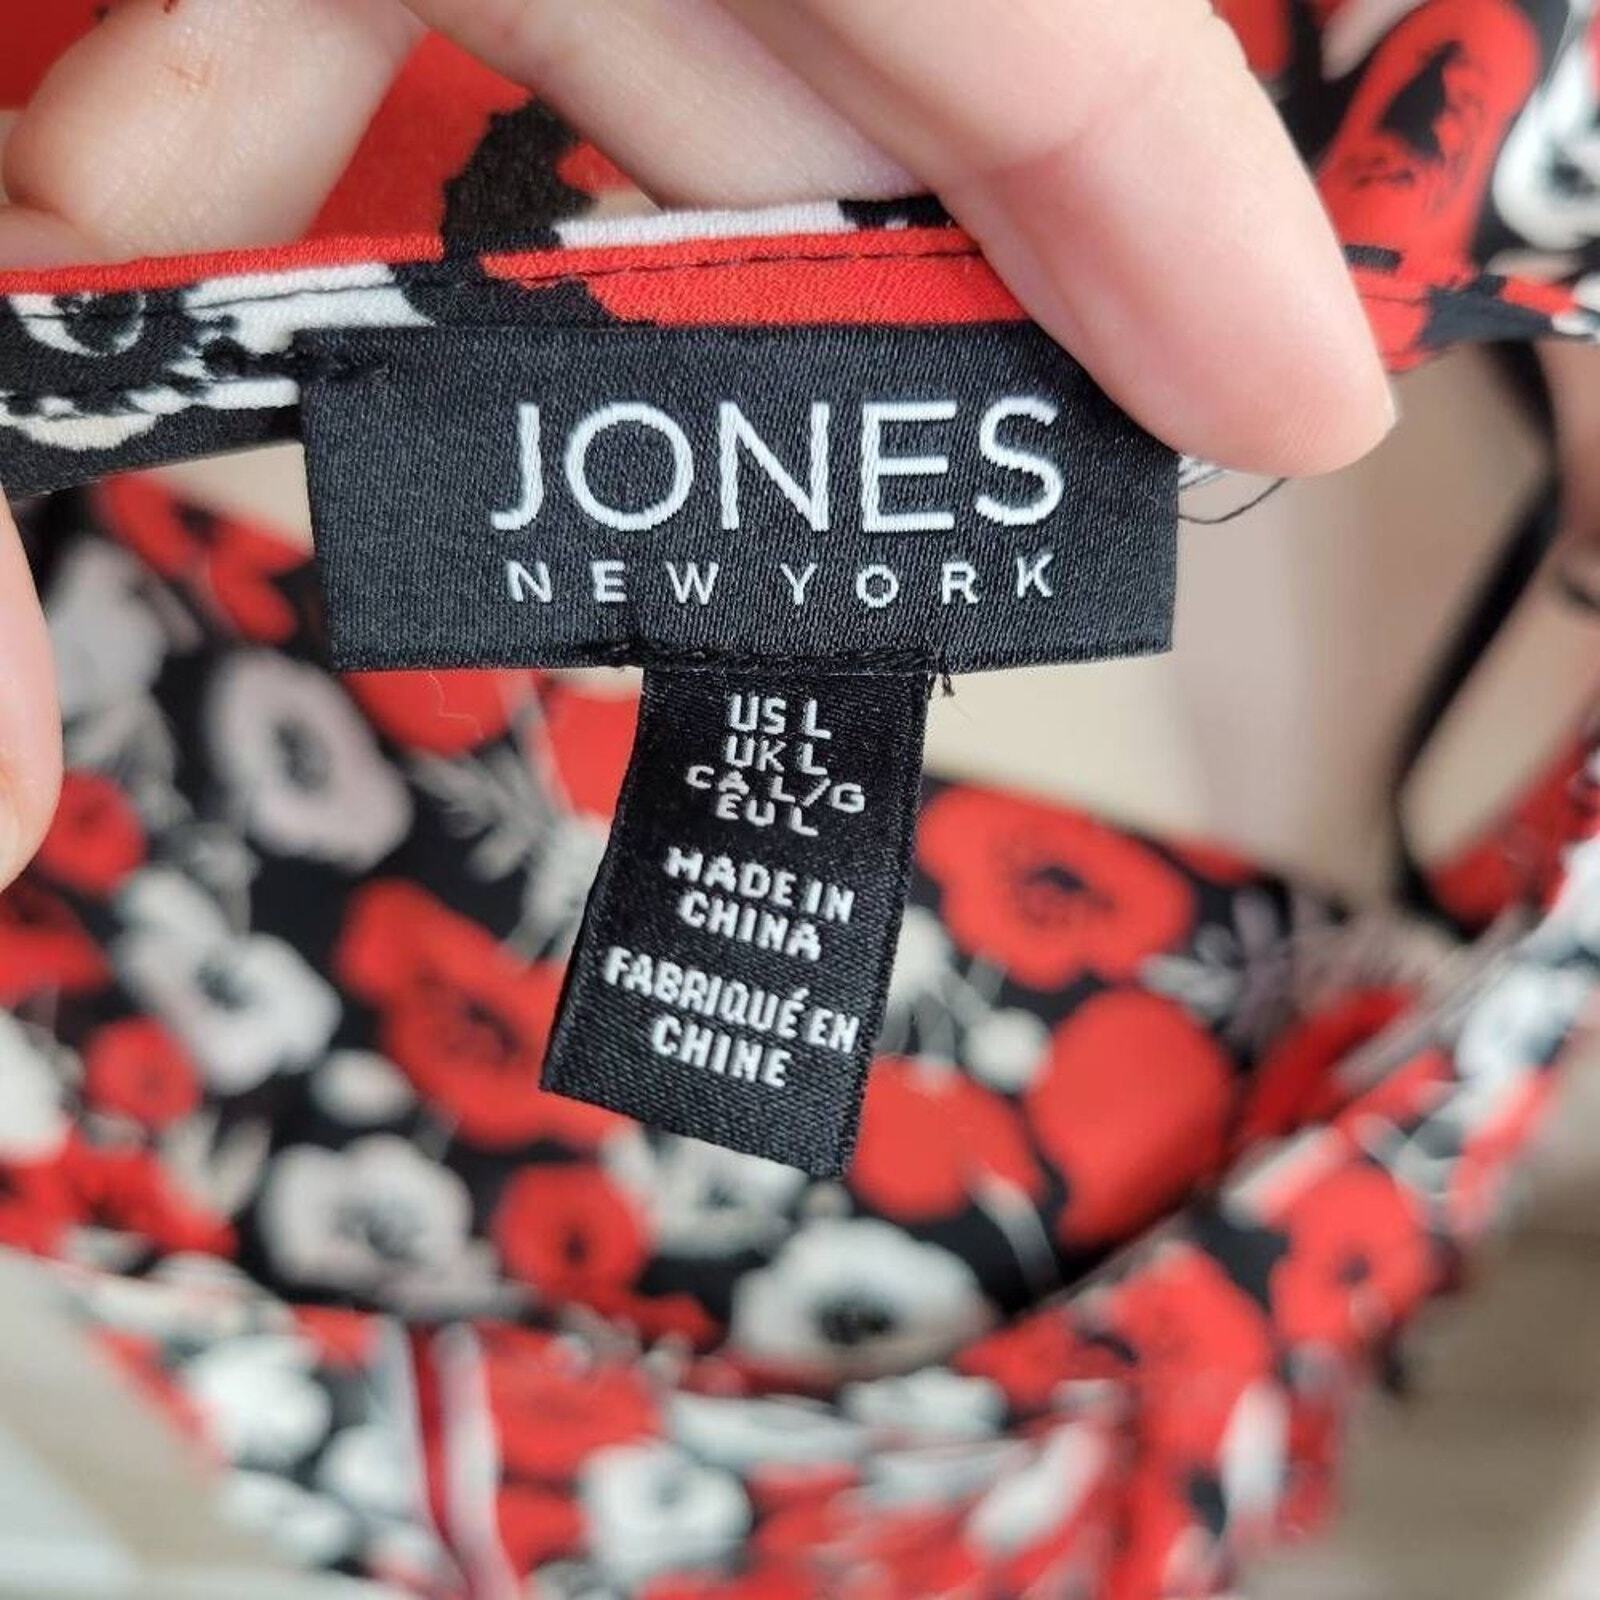 JONES
NEW YORK
US L
UK L
CA L/G
EU L
MADE IN
CHINA
FABRIQUÉ EN
CHINE